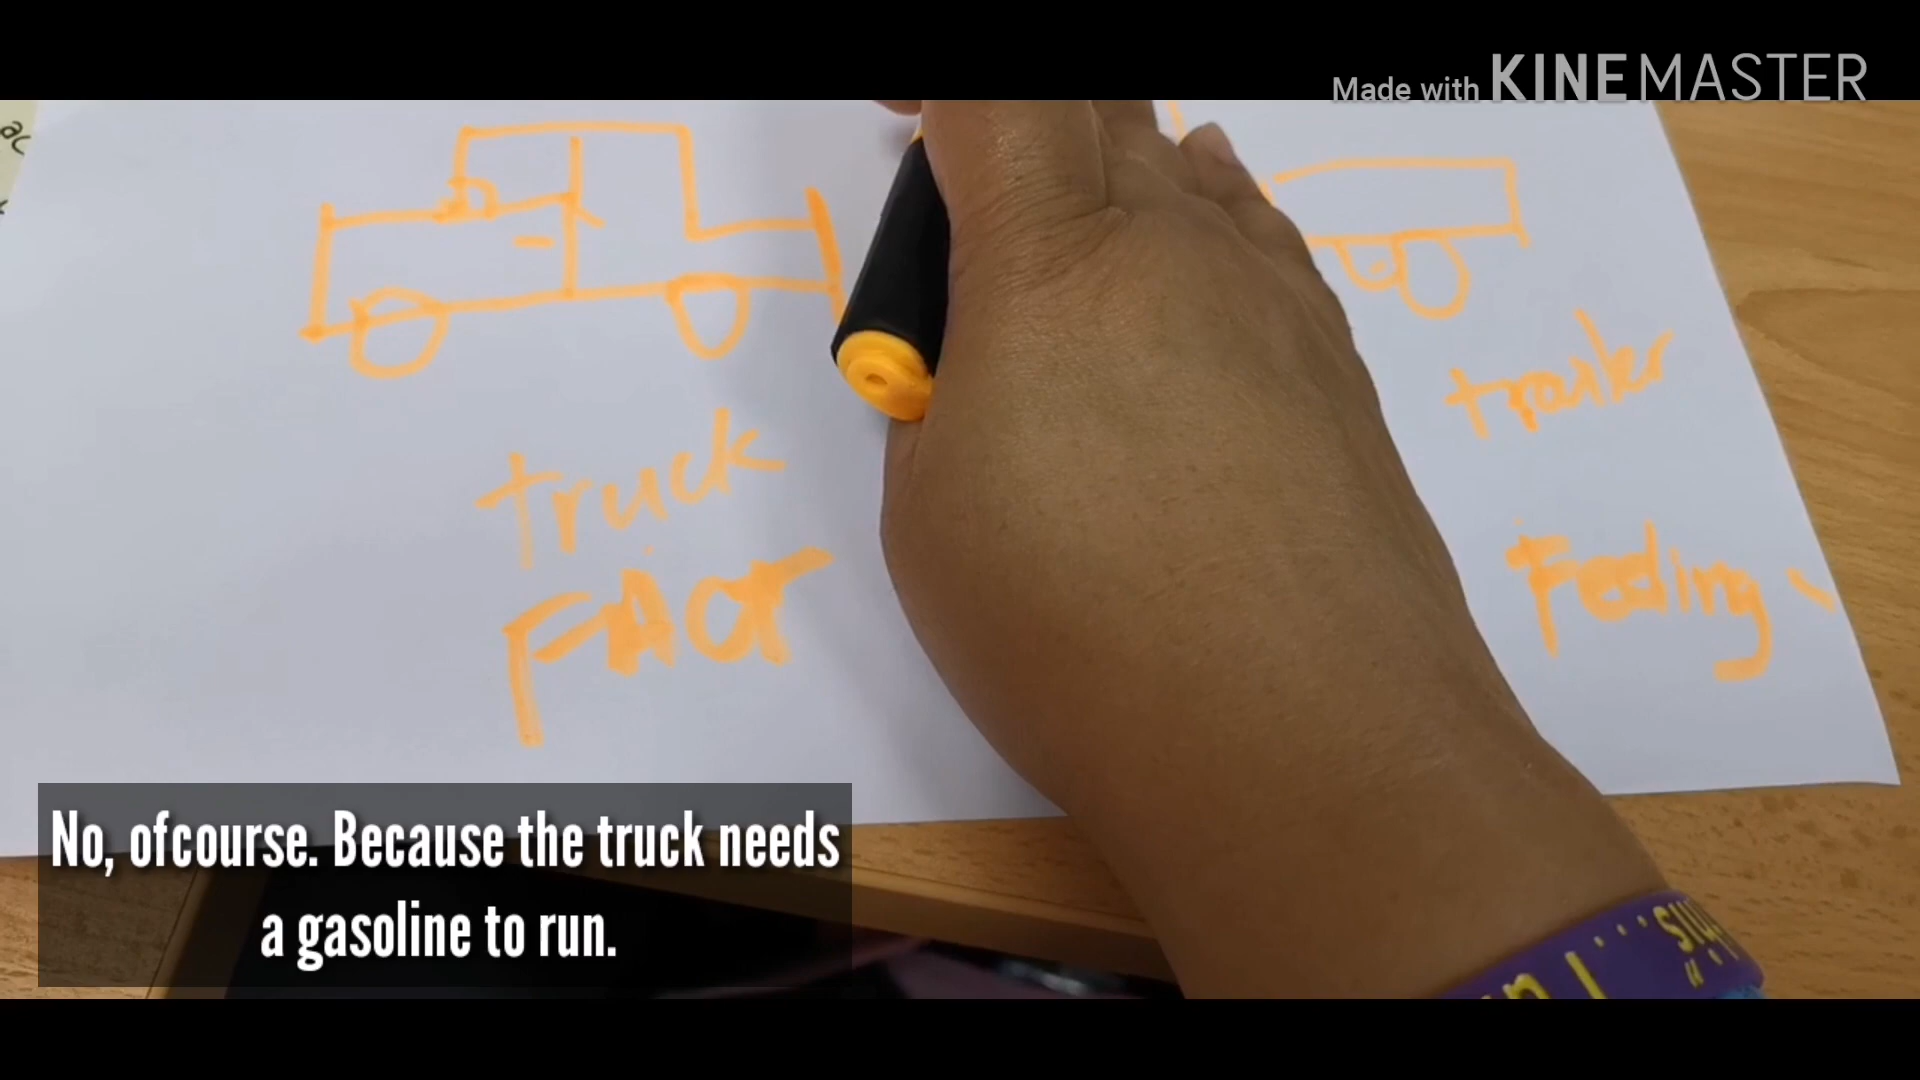 Made with KINEMASTER
truck
FACT
trailer
Feeling
No, ofcourse. Because the truck needs
a gasoline to run.